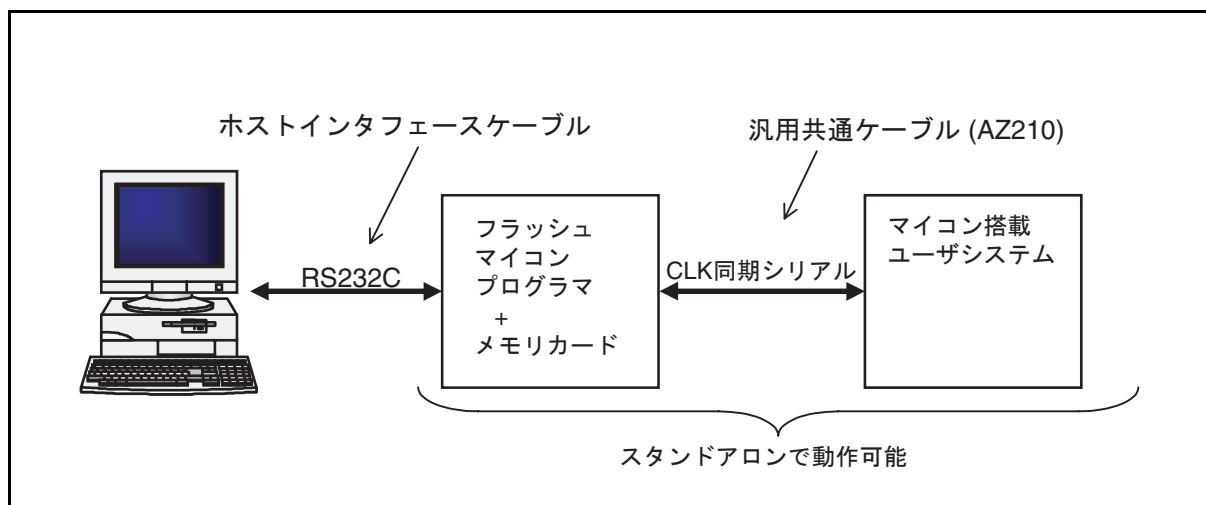 ホストインタフェースケーブル
汎用共通ケーブル (AZ210)
RS232C
フラッシュ
マイコン
プログラマ
+
メモリカード
CLK同期シリアル
マイコン搭載
ユーザシステム
スタンドアロンで動作可能